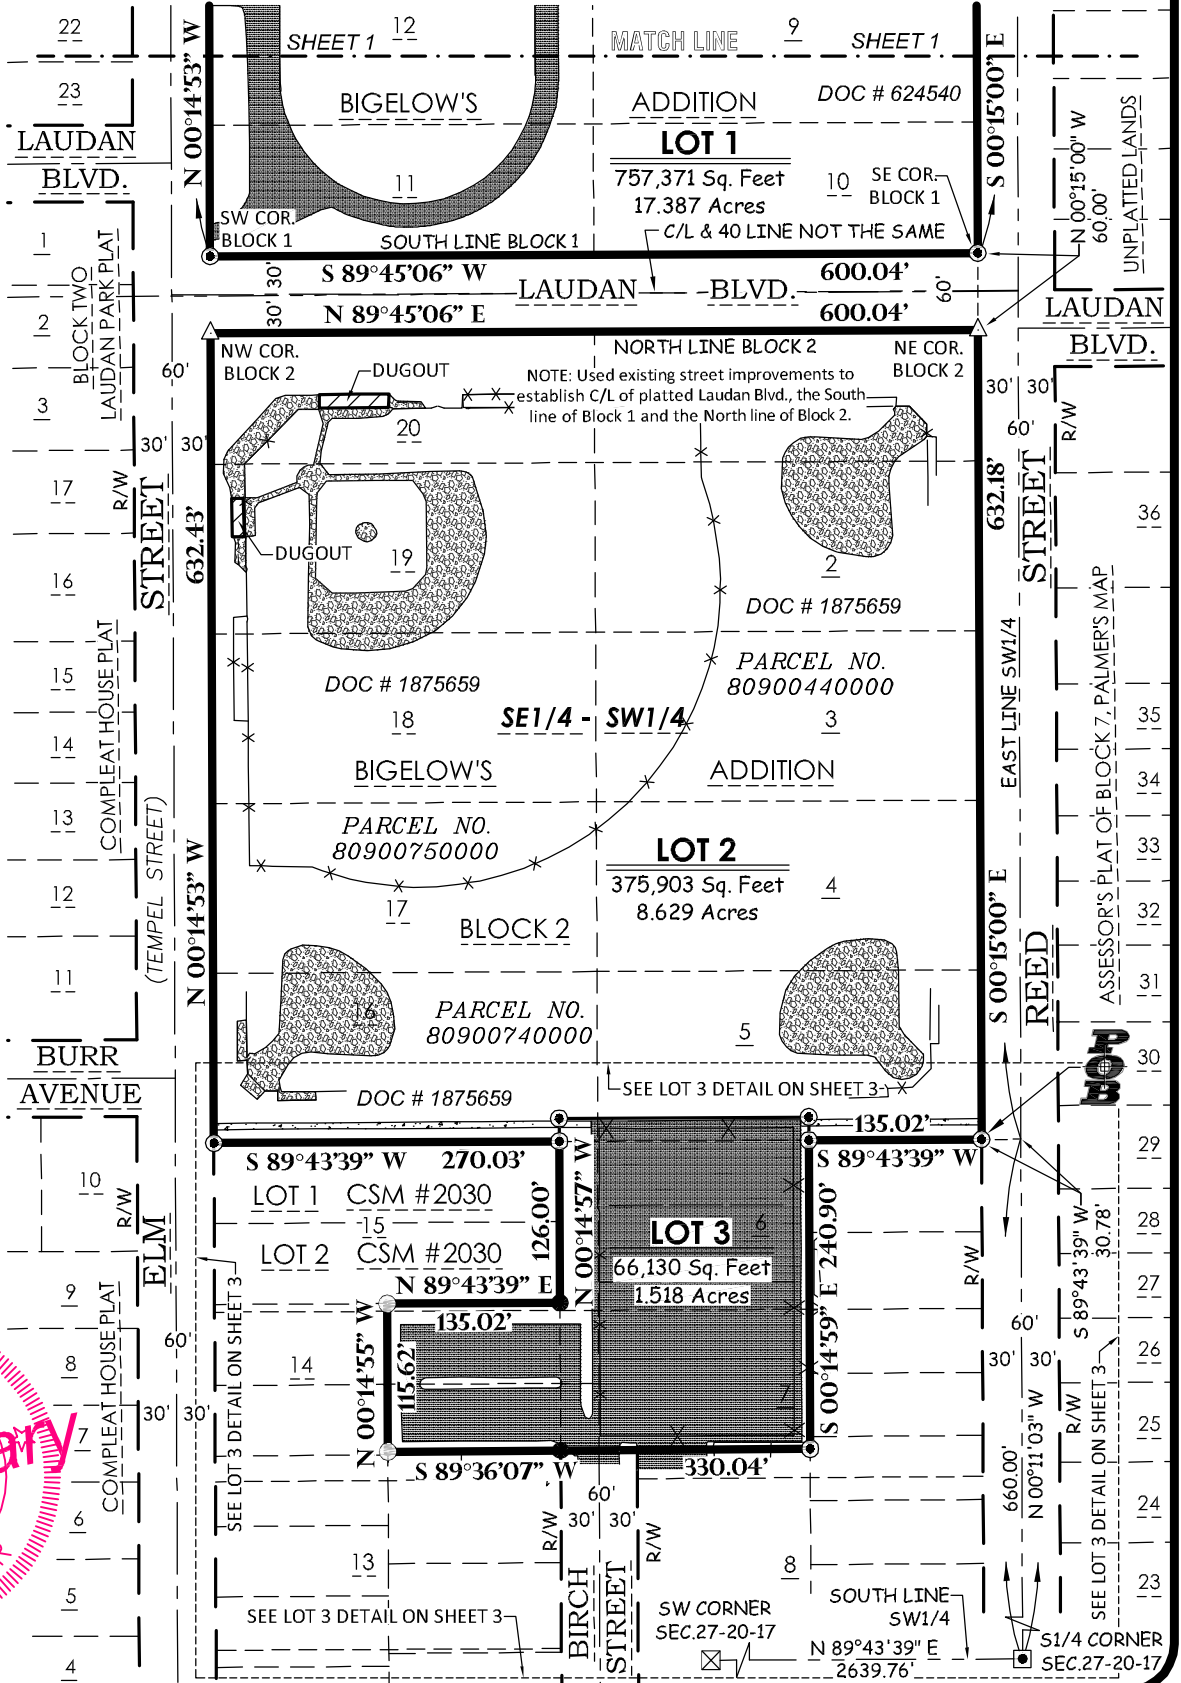 22
23
12
9
SHEET 1
MATCH LINE
SHEET 1
N 00°14'53" W
S 00°15'00" E
BIGELOW'S
ADDITION
DOC # 624540
LAUDAN
BLVD.
LOT 1
757,371 Sq. Feet
17.387 Acres
11
10
SE COR.
BLOCK 1
N 00°15'00" W
60.00'
UNPLATTED LANDS
SW COR.
BLOCK 1
SOUTH LINE BLOCK 1
C/L & 40 LINE NOT THE SAME
S 89°45'06" W
600.04'
30'
30'
LAUDAN
BLVD.
60'
N 89°45'06" E
600.04'
LAUDAN
BLVD.
1
2
3
BLOCK TWO
LAUDAN PARK PLAT
60'
NW COR.
BLOCK 2
NORTH LINE BLOCK 2
NE COR.
BLOCK 2
DUGOUT
NOTE: Used existing street improvements to
establish C/L of platted Laudan Blvd., the South
line of Block 1 and the North line of Block 2.
30'
30'
60'
R/W
20
30'
30'
17
R/W
STREET
632.43'
632.18'
STREET
36
DUGOUT
19
2
16
DOC # 1875659
15
COMPLEAT HOUSE PLAT
PARCEL NO.
80900440000
DOC # 1875659
18
SE1/4 - SW1/4
3
EAST LINE SW1/4
ASSESSOR'S PLAT OF BLOCK 7, PALMER'S MAP
35
14
BIGELOW'S
ADDITION
34
13
(TEMPEL STREET)
PARCEL NO.
80900750000
LOT 2
375,903 Sq. Feet
8.629 Acres
4
33
12
N 00°14'53" W
17
BLOCK 2
S 00°15'00" E
32
11
REED
31
16
PARCEL NO.
80900740000
5
BURR
AVENUE
POB
30
SEE LOT 3 DETAIL ON SHEET 3
DOC # 1875659
135.02'
S 89°43'39" W
270.03'
S 89°43'39" W
29
10
R/W
ELM
LOT 1
CSM #2030
15
LOT 2
CSM #2030
126.00'
N 00°14'57" W
LOT 3
66,130 Sq. Feet
1.518 Acres
6
S 00°14'59" E
240.90'
R/W
S 89°43'39" W
30.78'
28
27
N 89°43'39" E
135.02'
9
8
7
6
5
4
COMPLEAT HOUSE PLAT
60'
30'
30'
SEE LOT 3 DETAIL ON SHEET 3
14
N 00°14'55" W
115.62'
7
60'
30'
30'
R/W
26
25
SEE LOT 3 DETAIL ON SHEET 3
S 89°36'07" W
330.04'
60'
30'
30'
R/W
R/W
660.00'
N 00°11'03" W
24
13
8
23
BIRCH
STREET
SEE LOT 3 DETAIL ON SHEET 3
SW CORNER
SEC.27-20-17
SOUTH LINE
SW1/4
N 89°43'39" E
2639.76'
S1/4 CORNER
SEC.27-20-17